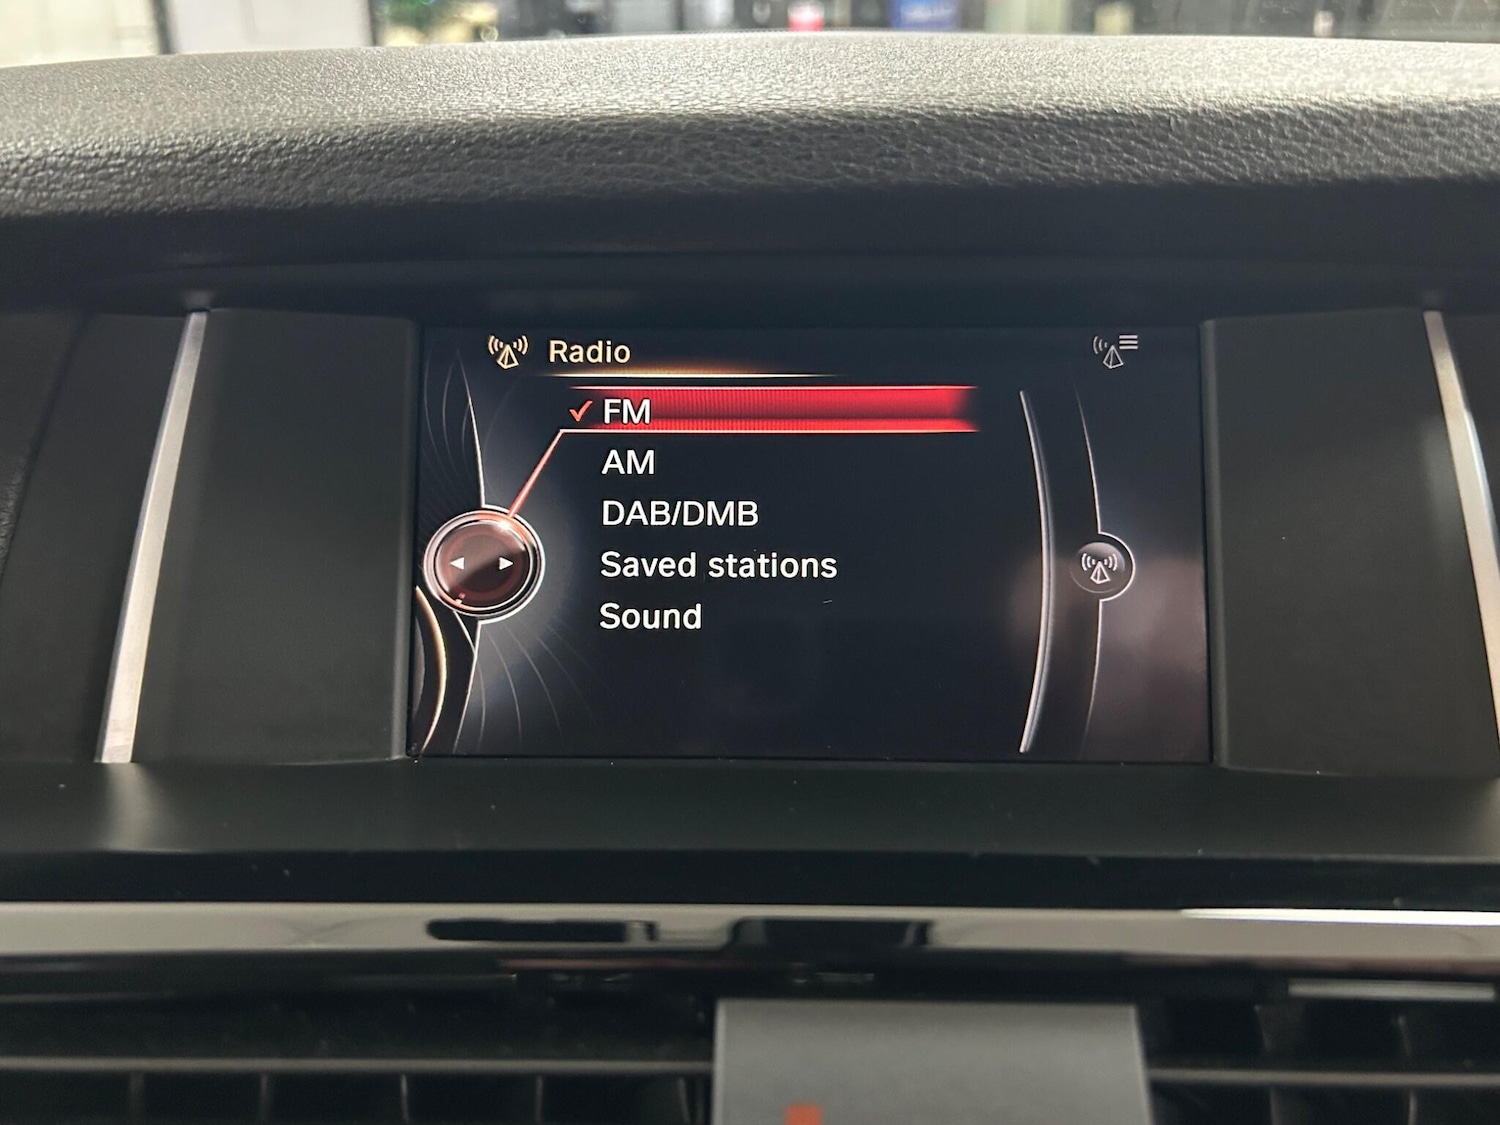 Radio
FM
AM
DAB/DMB
Saved stations
Sound